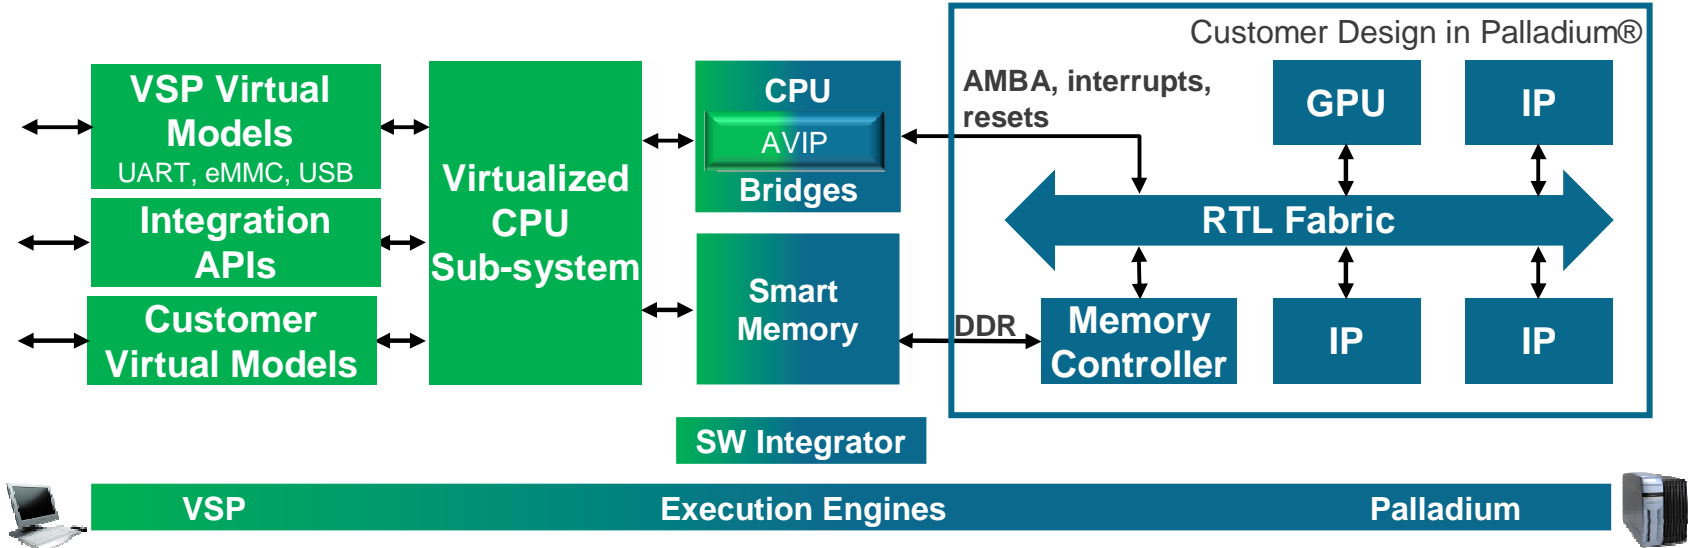 Customer Design in Palladium®
VSP Virtual
Models
UART, eMMC, USB
Integration
APIs
Customer
Virtual Models
Virtualized
CPU
Sub-system
CPU
AVIP
Bridges
Smart
Memory
AMBA, interrupts,
resets
DDR
GPU
IP
RTL Fabric
Memory
Controller
IP
IP
SW Integrator
VSP
Execution Engines
Palladium